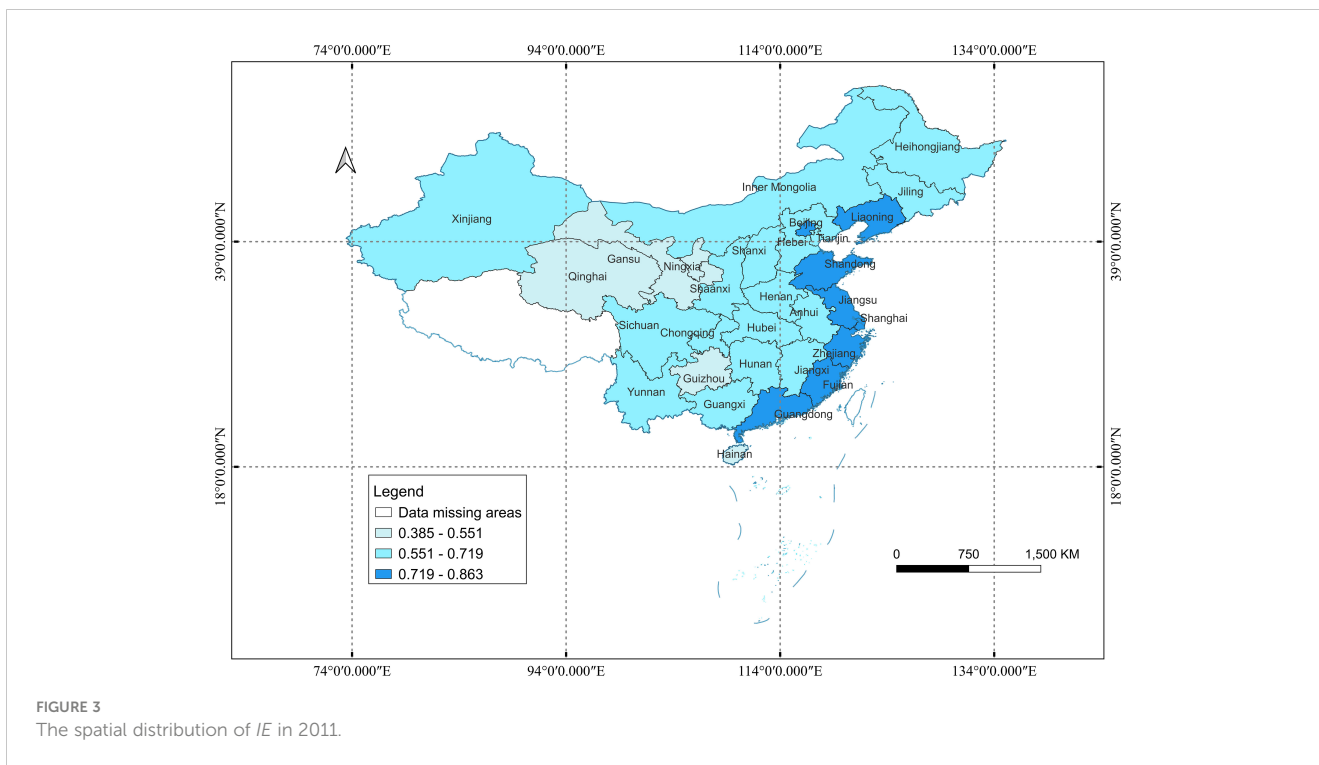 74°0′0.000″E 94°0′0.000″E 114°0′0.000″E 134°0′0.000″E
39°0′0.000″N
39°0′0.000″N
18°0′0.000″N
18°0′0.000″N
Heihongjiang
Inner Mongolia
Jiling
Xinjiang
Beijing
Liaoning
Tianjin
Hebei
Shanxi
Gansu
Ningxia
Shandong
Qinghai
Shaanxi
Henan
Jiangsu
Anhui
Shanghai
Sichuan
Chongqing
Hubei
Zhejiang
Hunan
Jiangxi
Guizhou
Fujian
Yunnan
Guangxi
Guangdong
Hainan
Legend
Data missing areas
0.385 - 0.551
0.551 - 0.719
0.719 - 0.863
0 750 1,500 KM
74°0′0.000″E 94°0′0.000″E 114°0′0.000″E 134°0′0.000″E
FIGURE 3
The spatial distribution of IE in 2011.